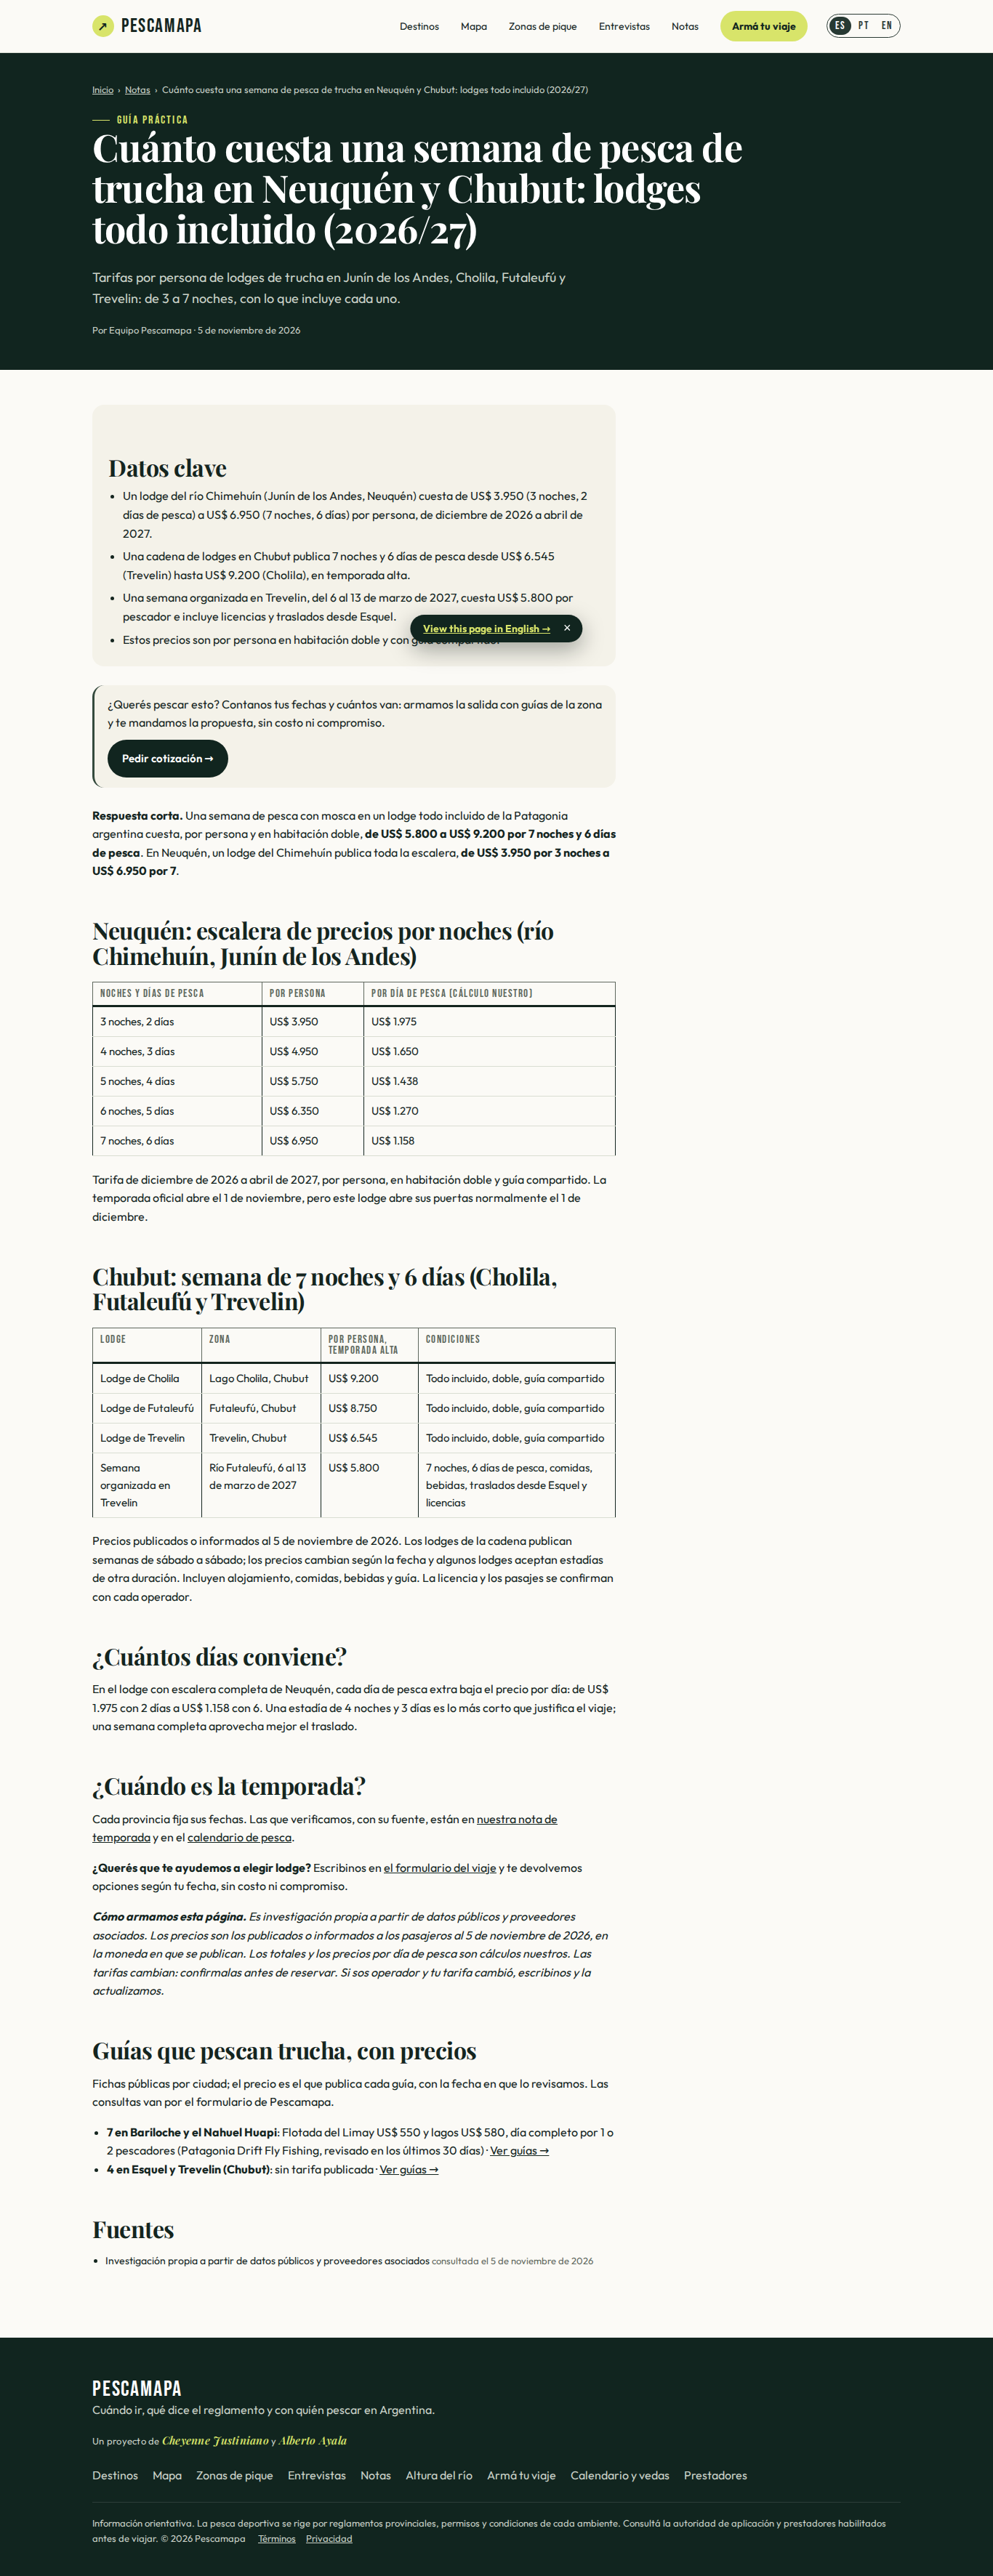 ↗ PESCAMAPA
Destinos Mapa Zonas de pique Entrevistas Notas Armá tu viaje ES PT EN
Inicio › Notas › Cuánto cuesta una semana de pesca de trucha en Neuquén y Chubut: lodges todo incluido (2026/27)
GUÍA PRÁCTICA
Cuánto cuesta una semana de pesca de
trucha en Neuquén y Chubut: lodges
todo incluido (2026/27)
Tarifas por persona de lodges de trucha en Junín de los Andes, Cholila, Futaleufú y
Trevelin: de 3 a 7 noches, con lo que incluye cada uno.
Por Equipo Pescamapa · 5 de noviembre de 2026
Datos clave
• Un lodge del río Chimehuín (Junín de los Andes, Neuquén) cuesta de US$ 3.950 (3 noches, 2
días de pesca) a US$ 6.950 (7 noches, 6 días) por persona, de diciembre de 2026 a abril de
2027.
• Una cadena de lodges en Chubut publica 7 noches y 6 días de pesca desde US$ 6.545
(Trevelin) hasta US$ 9.200 (Cholila), en temporada alta.
• Una semana organizada en Trevelin, del 6 al 13 de marzo de 2027, cuesta US$ 5.800 por
pescador e incluye licencias y traslados desde Esquel.
View this page in English → ×
• Estos precios son por persona en habitación doble y con
¿Querés pescar esto? Contanos tus fechas y cuántos van: armamos la salida con guías de la zona
y te mandamos la propuesta, sin costo ni compromiso.
Pedir cotización →
Respuesta corta. Una semana de pesca con mosca en un lodge todo incluido de la Patagonia
argentina cuesta, por persona y en habitación doble, de US$ 5.800 a US$ 9.200 por 7 noches y 6 días
de pesca. En Neuquén, un lodge del Chimehuín publica toda la escalera, de US$ 3.950 por 3 noches a
US$ 6.950 por 7.
Neuquén: escalera de precios por noches (río
Chimehuín, Junín de los Andes)
NOCHES Y DÍAS DE PESCA POR PERSONA POR DÍA DE PESCA (CÁLCULO NUESTRO)
3 noches, 2 días US$ 3.950 US$ 1.975
4 noches, 3 días US$ 4.950 US$ 1.650
5 noches, 4 días US$ 5.750 US$ 1.438
6 noches, 5 días US$ 6.350 US$ 1.270
7 noches, 6 días US$ 6.950 US$ 1.158
Tarifa de diciembre de 2026 a abril de 2027, por persona, en habitación doble y guía compartido. La
temporada oficial abre el 1 de noviembre, pero este lodge abre sus puertas normalmente el 1 de
diciembre.
Chubut: semana de 7 noches y 6 días (Cholila,
Futaleufú y Trevelin)
LODGE ZONA POR PERSONA, TEMPORADA ALTA CONDICIONES
Lodge de Cholila Lago Cholila, Chubut US$ 9.200 Todo incluido, doble, guía compartido
Lodge de Futaleufú Futaleufú, Chubut US$ 8.750 Todo incluido, doble, guía compartido
Lodge de Trevelin Trevelin, Chubut US$ 6.545 Todo incluido, doble, guía compartido
Semana organizada en Trevelin Río Futaleufú, 6 al 13 de marzo de 2027 US$ 5.800 7 noches, 6 días de pesca, comidas, bebidas, traslados desde Esquel y licencias
Precios publicados o informados al 5 de noviembre de 2026. Los lodges de la cadena publican
semanas de sábado a sábado; los precios cambian según la fecha y algunos lodges aceptan estadías
de otra duración. Incluyen alojamiento, comidas, bebidas y guía. La licencia y los pasajes se confirman
con cada operador.
¿Cuántos días conviene?
En el lodge con escalera completa de Neuquén, cada día de pesca extra baja el precio por día: de US$
1.975 con 2 días a US$ 1.158 con 6. Una estadía de 4 noches y 3 días es lo más corto que justifica el viaje;
una semana completa aprovecha mejor el traslado.
¿Cuándo es la temporada?
Cada provincia fija sus fechas. Las que verificamos, con su fuente, están en nuestra nota de
temporada y en el calendario de pesca.
¿Querés que te ayudemos a elegir lodge? Escribinos en el formulario del viaje y te devolvemos
opciones según tu fecha, sin costo ni compromiso.
Cómo armamos esta página. Es investigación propia a partir de datos públicos y proveedores
asociados. Los precios son los publicados o informados a los pasajeros al 5 de noviembre de 2026, en
la moneda en que se publican. Los totales y los precios por día de pesca son cálculos nuestros. Las
tarifas cambian: confirmalas antes de reservar. Si sos operador y tu tarifa cambió, escribinos y la
actualizamos.
Guías que pescan trucha, con precios
Fichas públicas por ciudad; el precio es el que publica cada guía, con la fecha en que lo revisamos. Las
consultas van por el formulario de Pescamapa.
• 7 en Bariloche y el Nahuel Huapi: Flotada del Limay US$ 550 y lagos US$ 580, día completo por 1 o
2 pescadores (Patagonia Drift Fly Fishing, revisado en los últimos 30 días) · Ver guías →
• 4 en Esquel y Trevelin (Chubut): sin tarifa publicada · Ver guías →
Fuentes
• Investigación propia a partir de datos públicos y proveedores asociados consultada el 5 de noviembre de 2026
PESCAMAPA
Cuándo ir, qué dice el reglamento y con quién pescar en Argentina.
Un proyecto de Cheyenne Justiniano y Alberto Ayala
Destinos Mapa Zonas de pique Entrevistas Notas Altura del río Armá tu viaje Calendario y vedas Prestadores
Información orientativa. La pesca deportiva se rige por reglamentos provinciales, permisos y condiciones de cada ambiente. Consultá la autoridad de aplicación y prestadores habilitados
antes de viajar. © 2026 Pescamapa Términos Privacidad